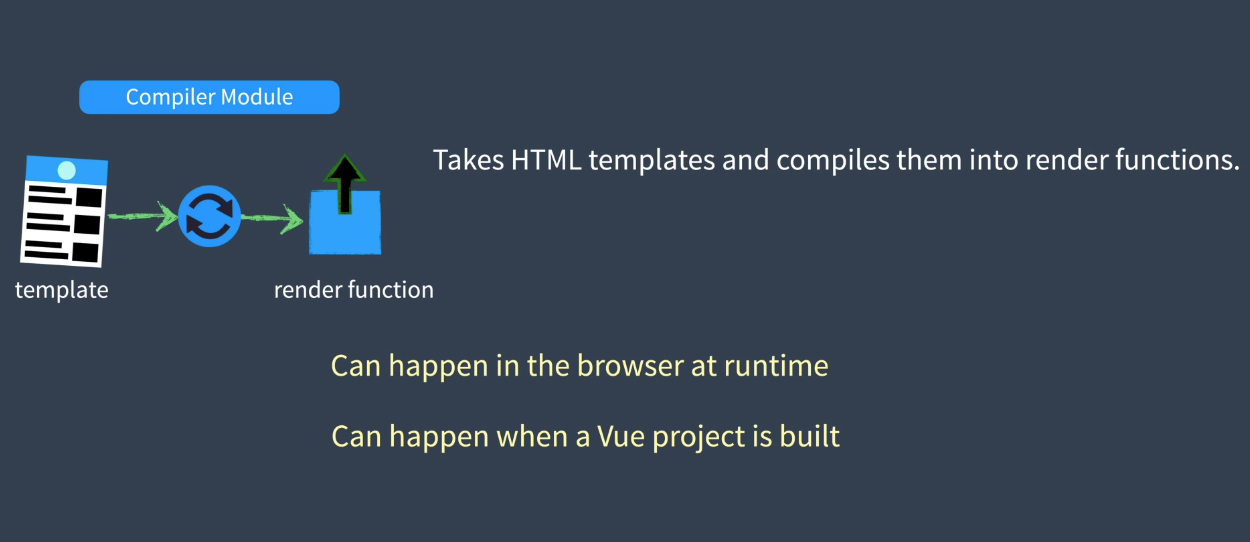 Compiler Module
Takes HTML templates and compiles them into render functions.
template
render function
Can happen in the browser at runtime
Can happen when a Vue project is built